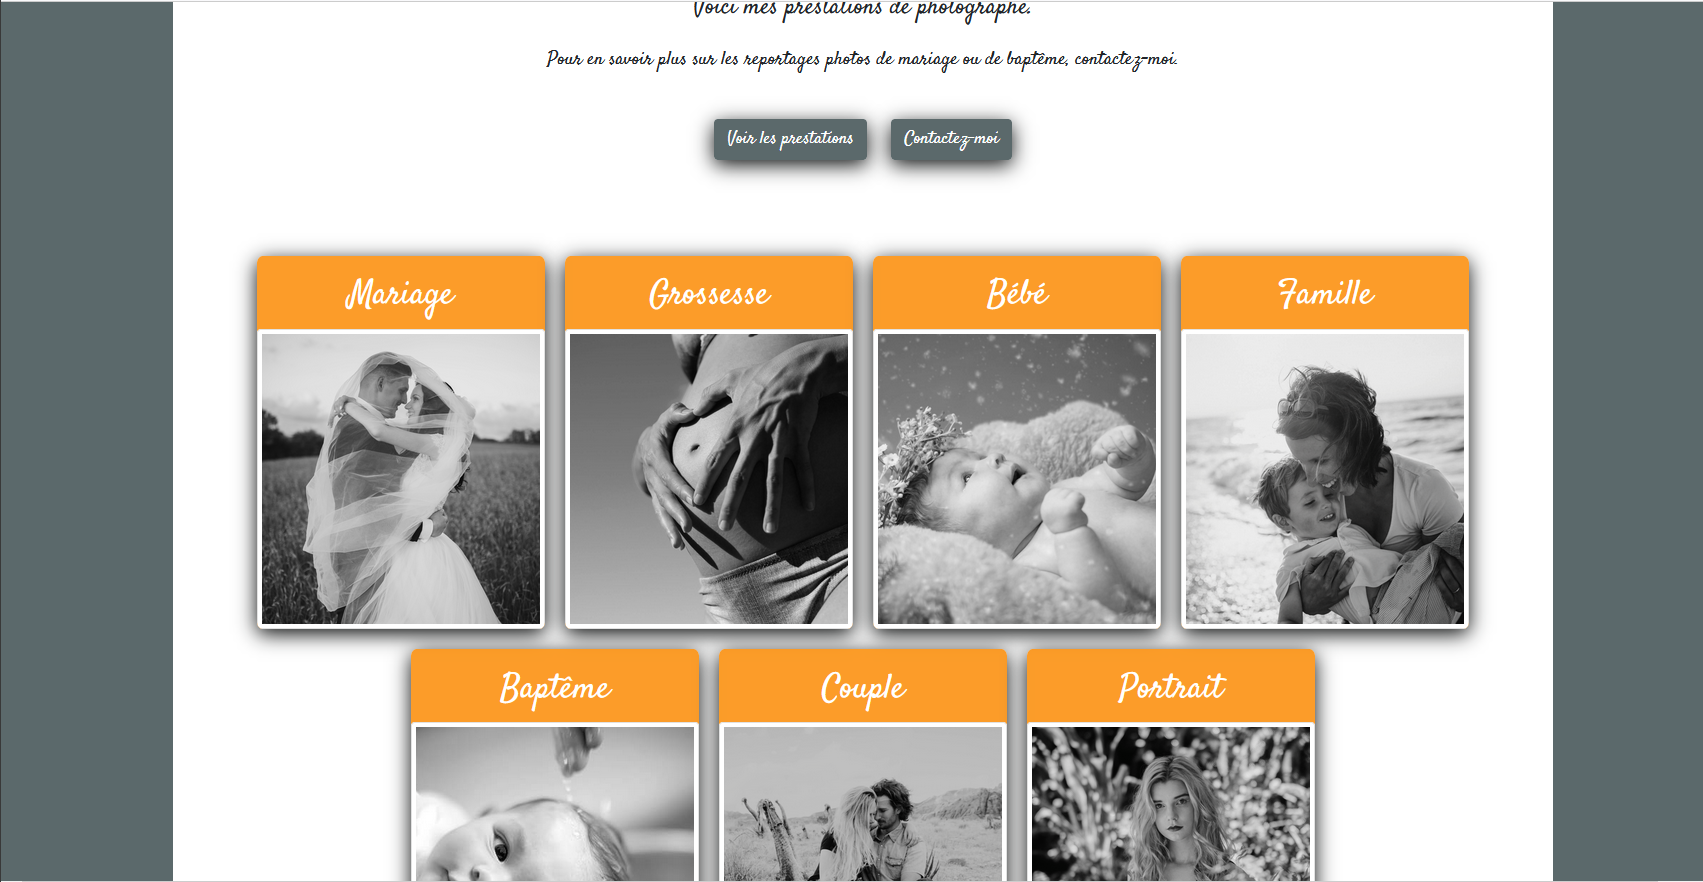 Voici mes prestations de photographe.
Pour en savoir plus sur les reportages photos de mariage ou de baptême, contactez-moi.
Voir les prestations
Contactez-moi
Mariage
Grossesse
Bébé
Famille
Baptême
Couple
Portrait